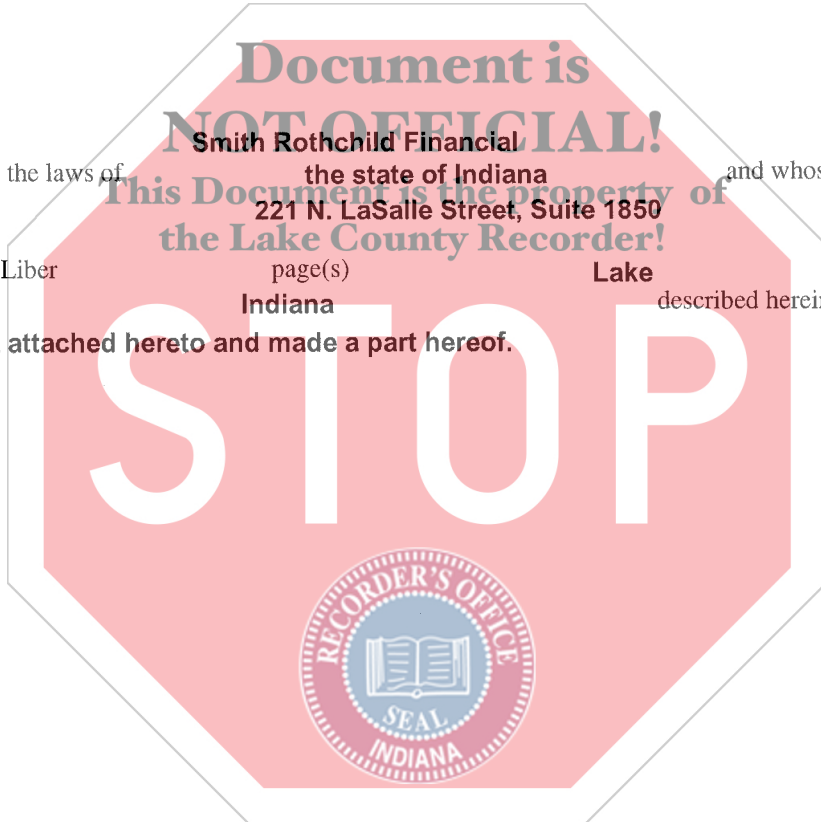 Document is
NOT OFFICIAL!
Smith Rothchild Financial
the laws of the state of Indiana and whos
This Document is the property of
221 N. LaSalle Street, Suite 1850
the Lake County Recorder!
Liber page(s) Lake
Indiana described herein
attached hereto and made a part hereof.
STOP
RECORDER'S OFFICE
SEAL
INDIANA